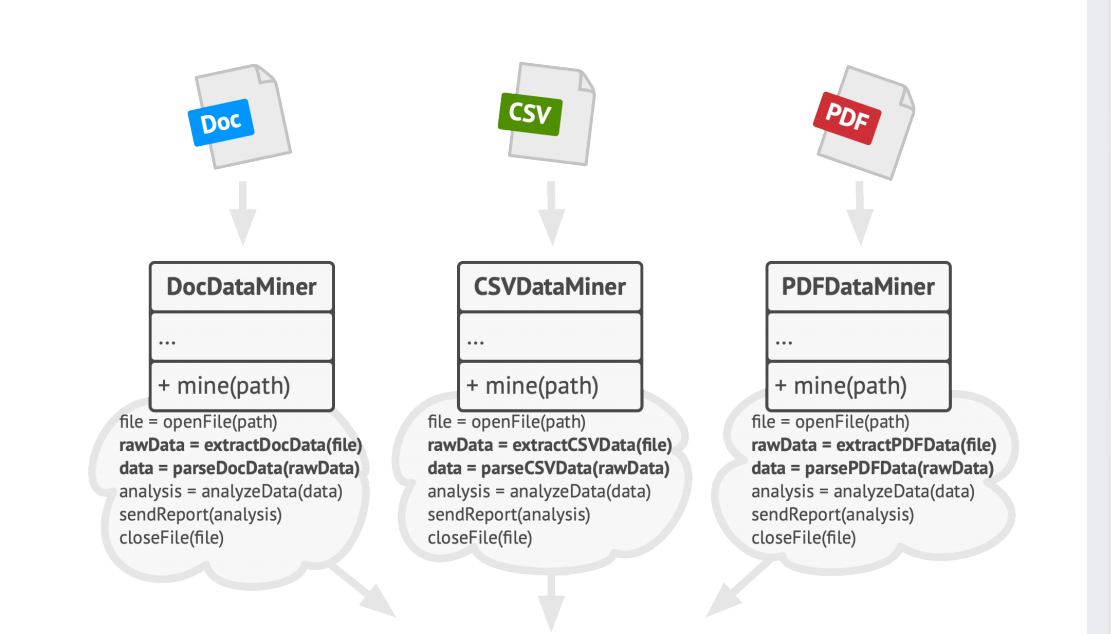 Doc
CSV
PDF
DocDataMiner
...
+ mine(path)
file = openFile(path)
rawData = extractDocData(file)
data = parseDocData(rawData)
analysis = analyzeData(data)
sendReport(analysis)
closeFile(file)
CSVDataMiner
...
+ mine(path)
file = openFile(path)
rawData = extractCSVData(file)
data = parseCSVData(rawData)
analysis = analyzeData(data)
sendReport(analysis)
closeFile(file)
PDFDataMiner
...
+ mine(path)
file = openFile(path)
rawData = extractPDFData(file)
data = parsePDFData(rawData)
analysis = analyzeData(data)
sendReport(analysis)
closeFile(file)